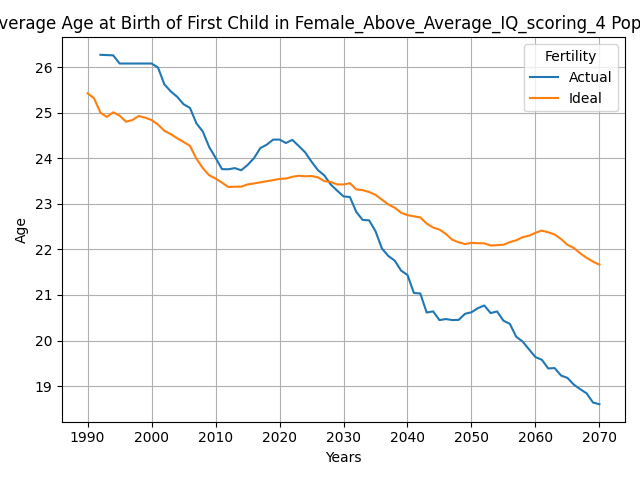 verage Age at Birth of First Child in Female_Above_Average_IQ_scoring_4 Pop
Fertility
Actual
Ideal
26
25
24
23
22
21
20
19
Age
1990 2000 2010 2020 2030 2040 2050 2060 2070
Years